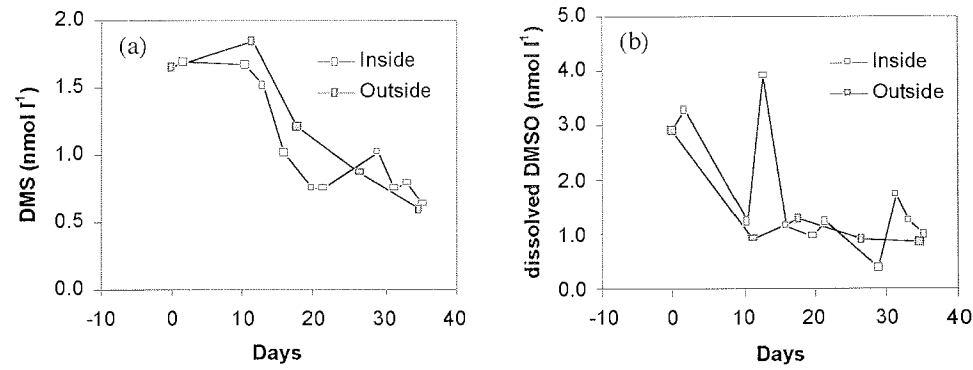 (a)
DMS (nmol l⁻¹)
2.0
1.5
1.0
0.5
0.0
-10 0 10 20 30 40
Days
Inside
Outside
(b)
dissolved DMSO (nmol l⁻¹)
5.0
4.0
3.0
2.0
1.0
0.0
-10 0 10 20 30 40
Days
Inside
Outside